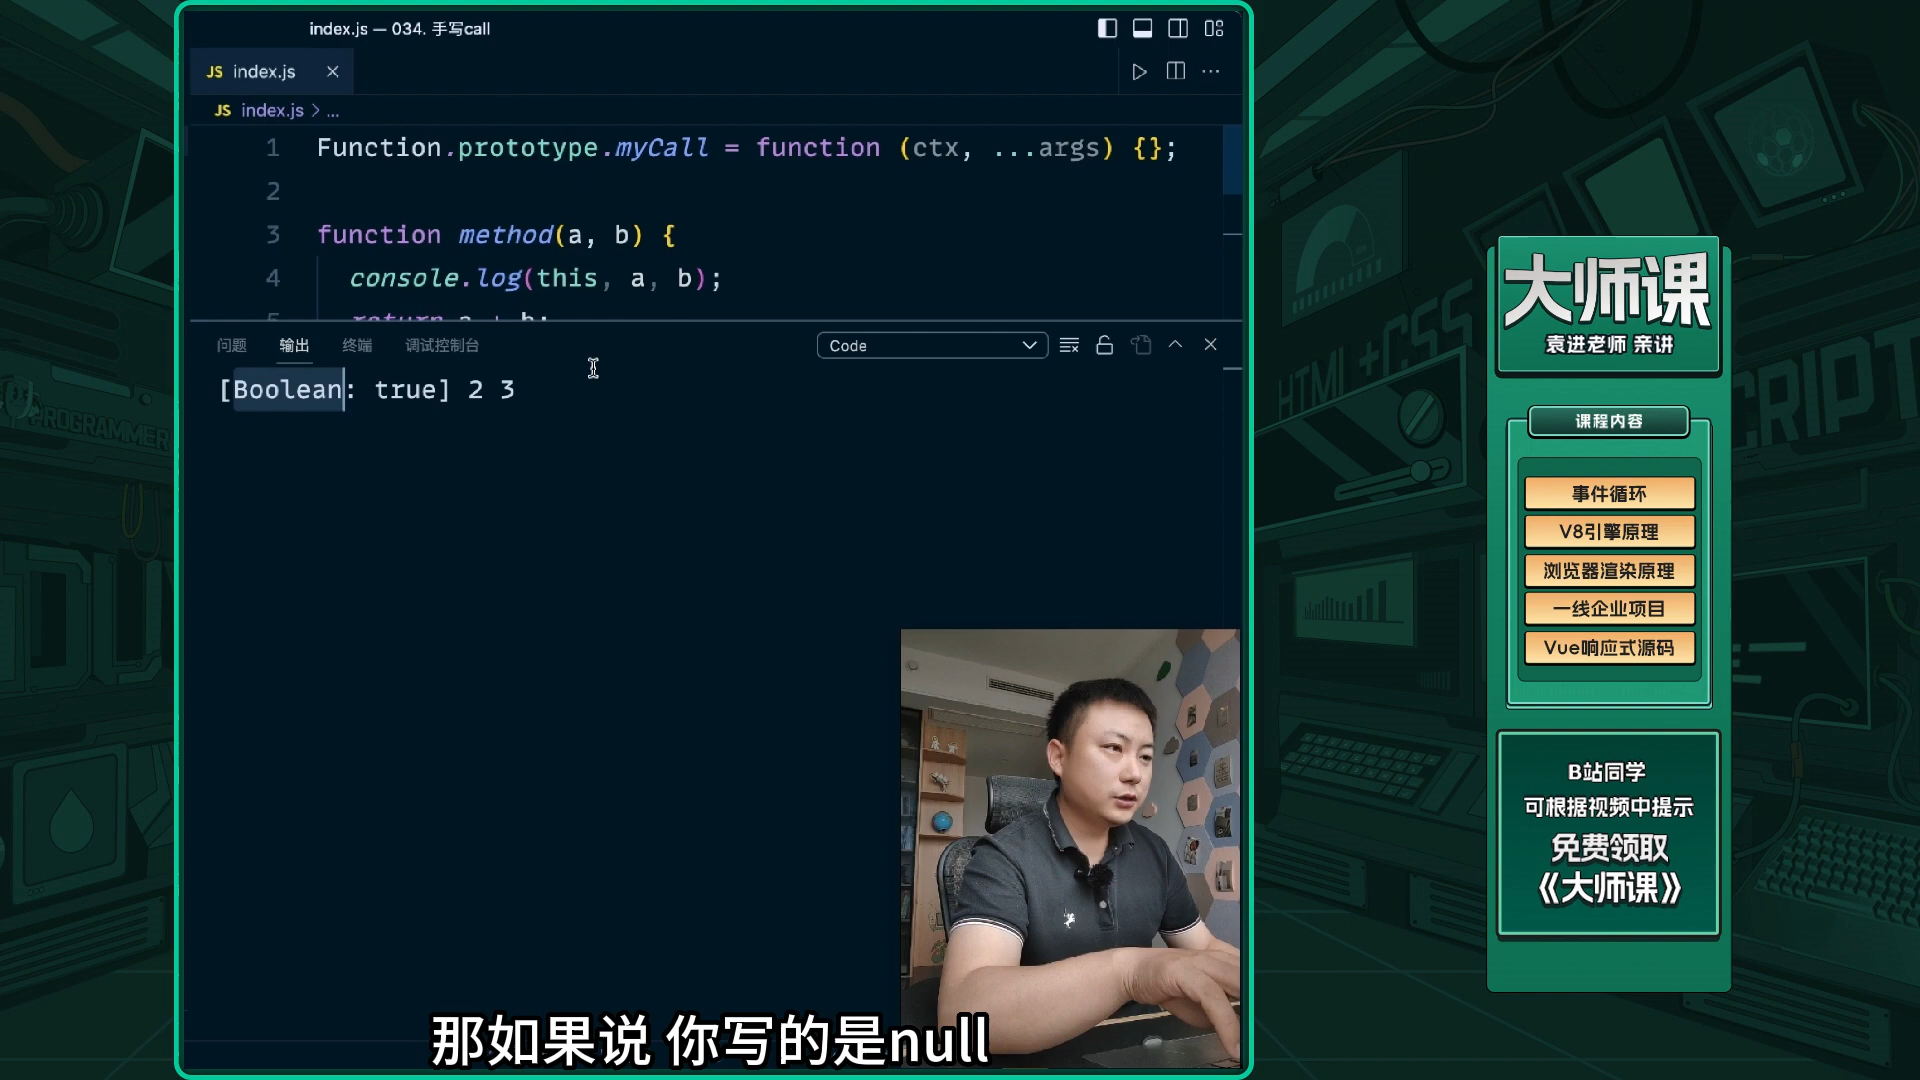 index.js — 034. 手写call
JS index.js
JS index.js > ...
1 Function.prototype.myCall = function (ctx, ...args) {};
2
3 function method(a, b) {
4 console.log(this, a, b);
5 return a + b;
问题 输出 终端 调试控制台 Code
[Boolean: true] 2 3
那如果说 你写的是null
大师课
袁进老师 亲讲
课程内容
事件循环
V8引擎原理
浏览器渲染原理
一线企业项目
Vue响应式源码
B站同学
可根据视频中提示
免费领取
《大师课》
PROGRAMMER
HTML+CSS